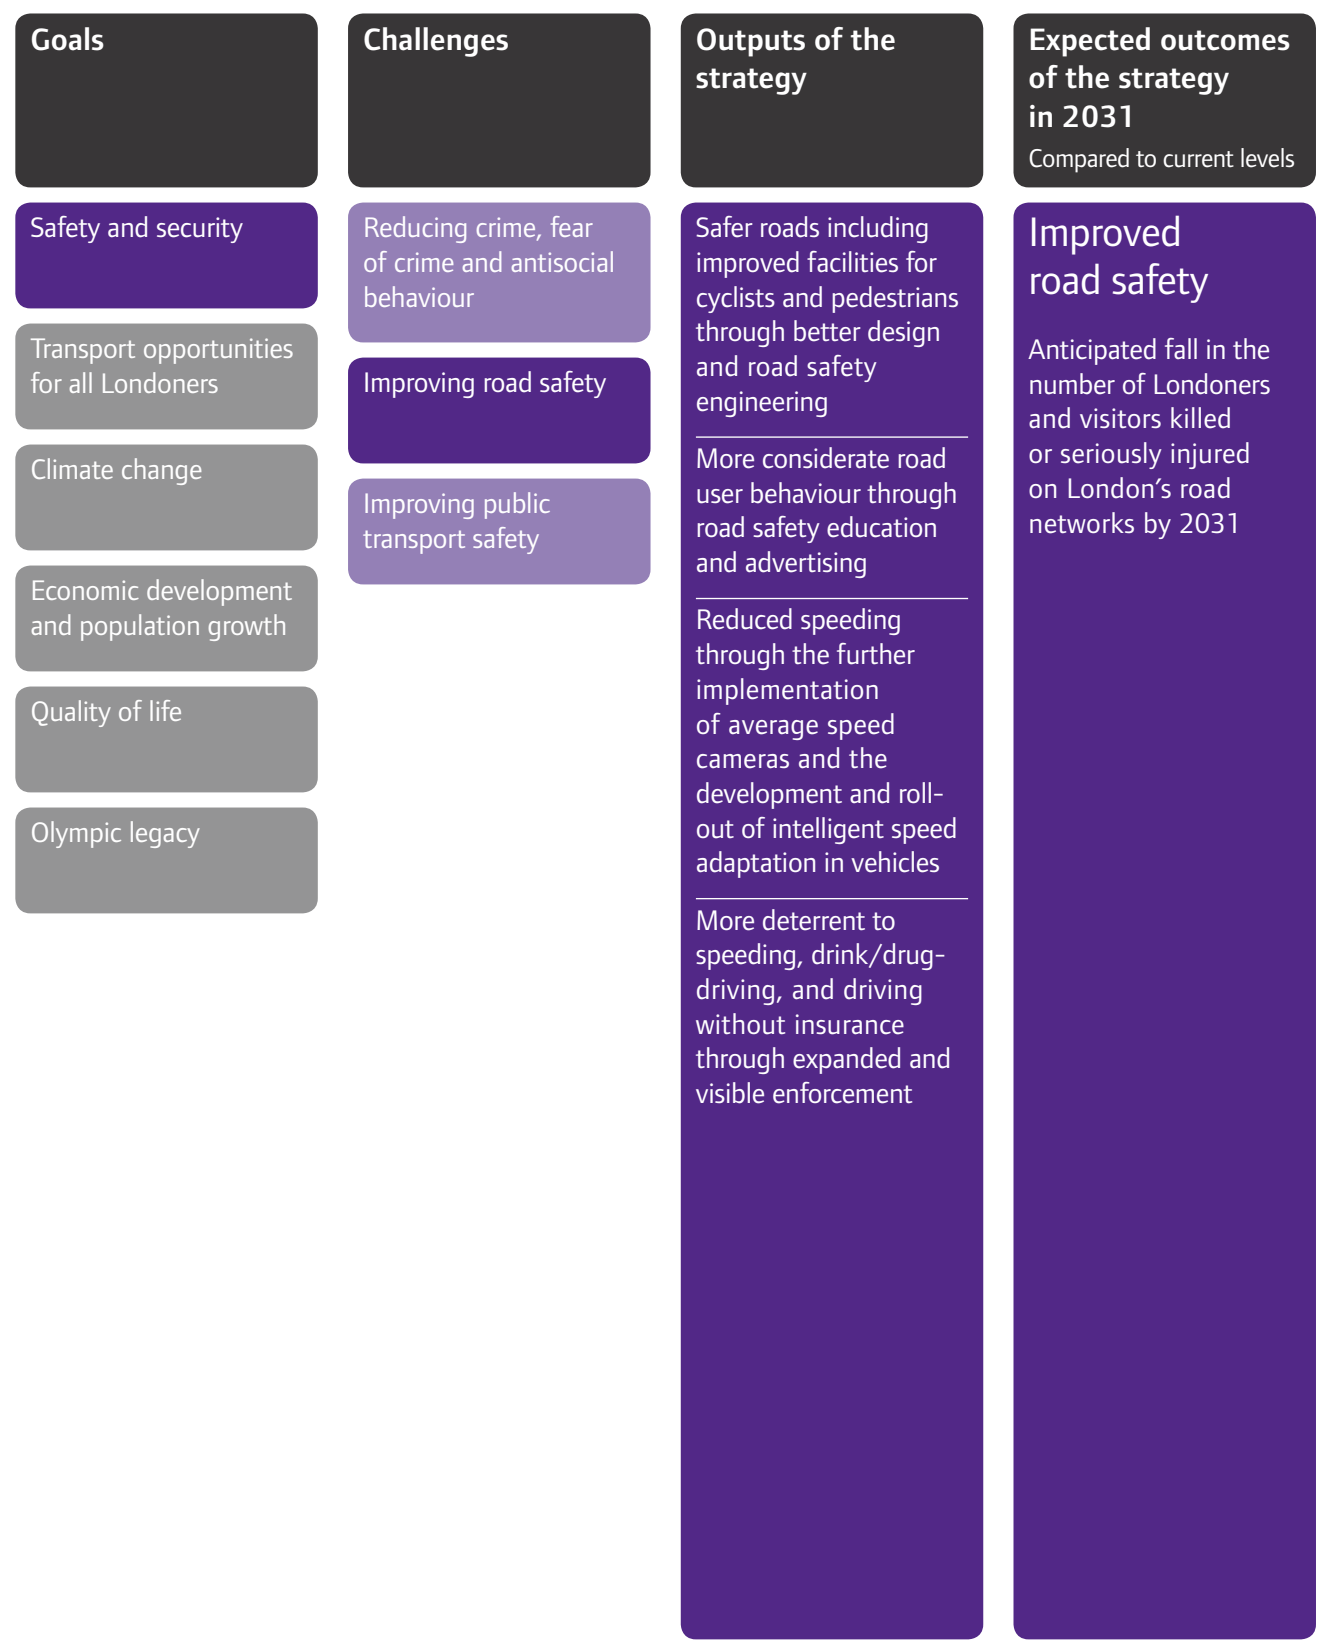 Goals
Safety and security
Transport opportunities
for all Londoners
Climate change
Economic development
and population growth
Quality of life
Olympic legacy
Challenges
Reducing crime, fear
of crime and antisocial
behaviour
Improving road safety
Improving public
transport safety
Outputs of the
strategy
Safer roads including
improved facilities for
cyclists and pedestrians
through better design
and road safety
engineering
More considerate road
user behaviour through
road safety education
and advertising
Reduced speeding
through the further
implementation
of average speed
cameras and the
development and roll-
out of intelligent speed
adaptation in vehicles
More deterrent to
speeding, drink/drug-
driving, and driving
without insurance
through expanded and
visible enforcement
Expected outcomes
of the strategy
in 2031
Compared to current levels
Improved
road safety
Anticipated fall in the
number of Londoners
and visitors killed
or seriously injured
on London’s road
networks by 2031